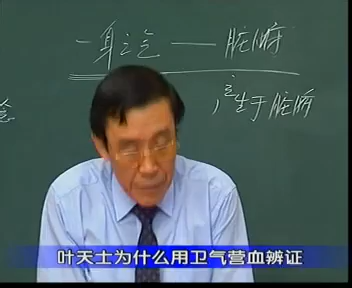 一身之气 — 脏腑
，产生于脏腑
念
叶天士为什么用卫气营血辨证